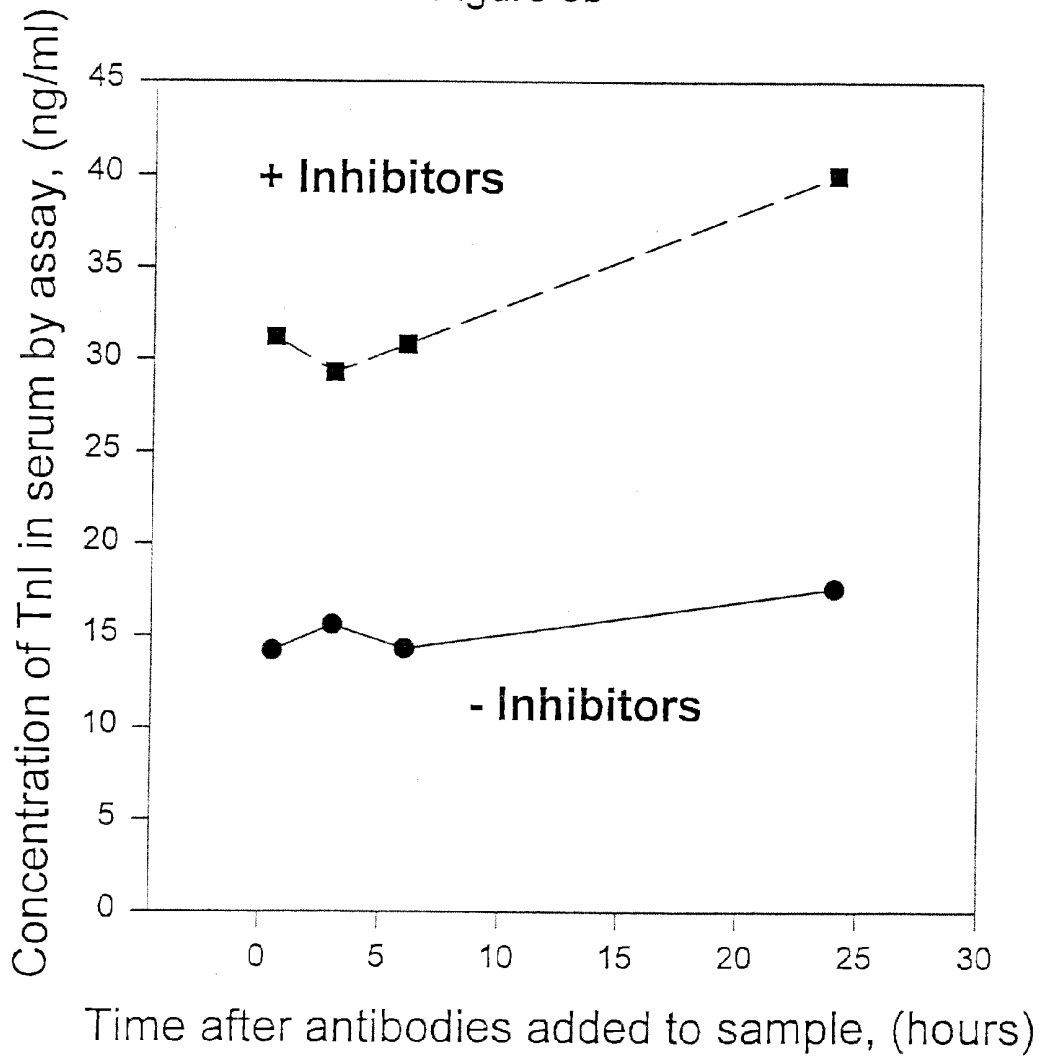 Concentration of TnI in serum by assay, (ng/ml)
45
40
35
30
25
20
15
10
5
0
+ Inhibitors
- Inhibitors
0 5 10 15 20 25 30
Time after antibodies added to sample, (hours)